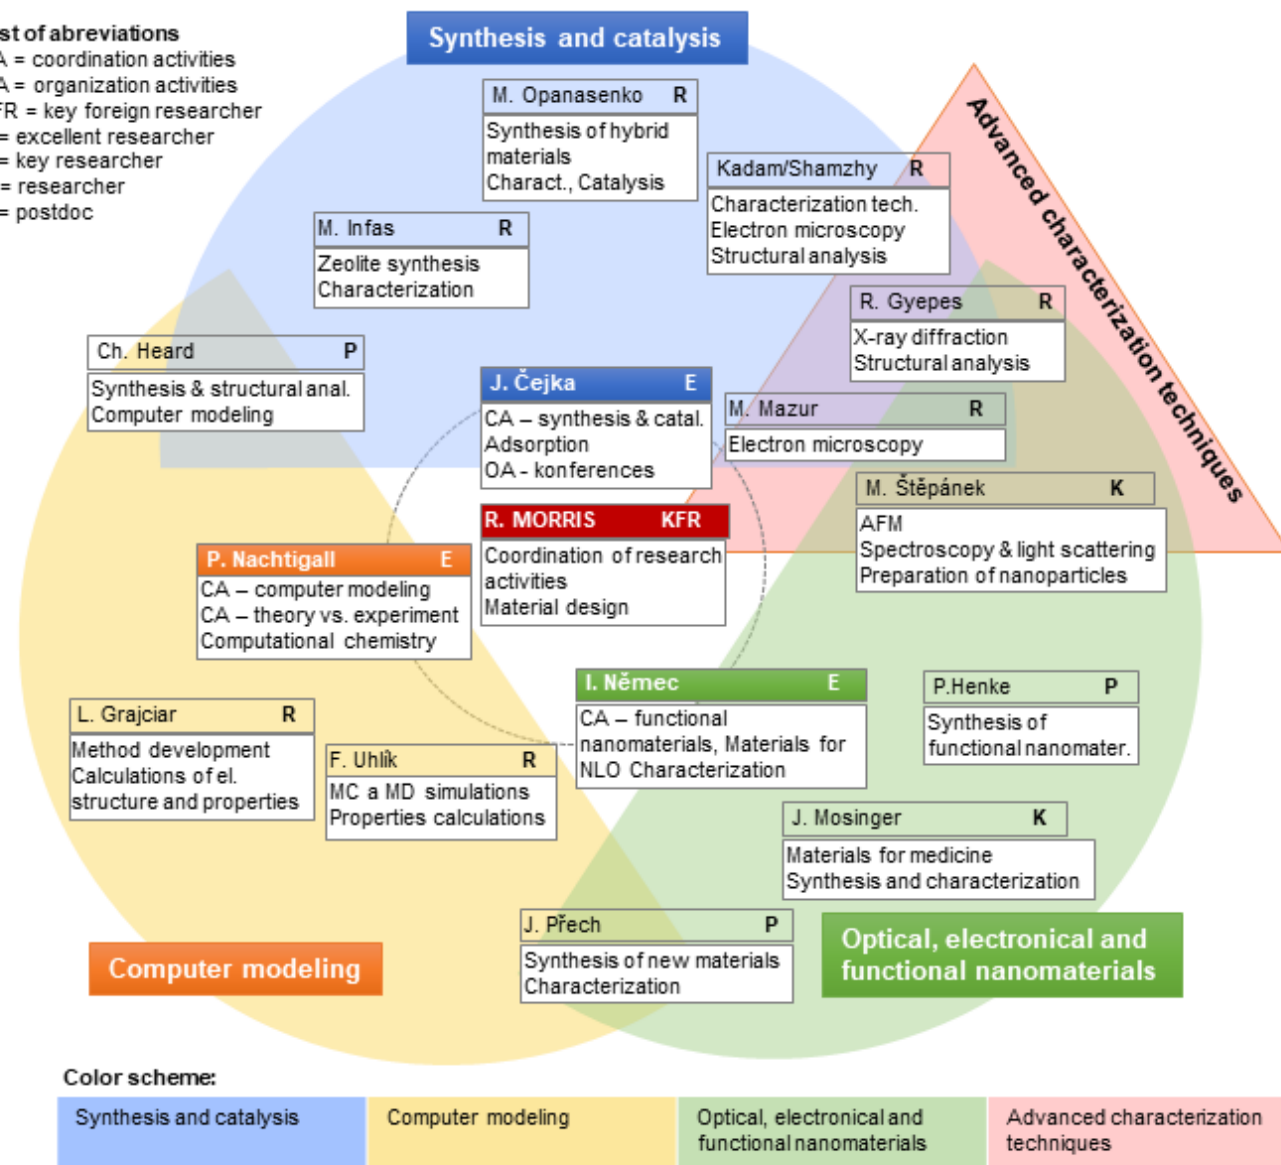 st of abreviations
A = coordination activities
A = organization activities
FR = key foreign researcher
= excellent researcher
= key researcher
= researcher
= postdoc
Synthesis and catalysis
M. Opanasenko R
Synthesis of hybrid
materials
Charact., Catalysis
Kadam/Shamzhy R
Characterization tech.
Electron microscopy
Structural analysis
Advanced characterization techniques
M. Infas R
Zeolite synthesis
Characterization
R. Gyepes R
X-ray diffraction
Structural analysis
Ch. Heard P
Synthesis & structural anal.
Computer modeling
J. Čejka E
CA – synthesis & catal.
Adsorption
OA - konferences
M. Mazur R
Electron microscopy
M. Štěpánek K
AFM
Spectroscopy & light scattering
Preparation of nanoparticles
R. MORRIS KFR
Coordination of research
activities
Material design
P. Nachtigall E
CA – computer modeling
CA – theory vs. experiment
Computational chemistry
I. Němec E
CA – functional
nanomaterials, Materials for
NLO Characterization
P.Henke P
Synthesis of
functional nanomater.
L. Grajciar R
Method development
Calculations of el.
structure and properties
F. Uhlík R
MC a MD simulations
Properties calculations
J. Mosinger K
Materials for medicine
Synthesis and characterization
J. Přech P
Synthesis of new materials
Characterization
Computer modeling
Optical, electronical and
functional nanomaterials
Color scheme:
Synthesis and catalysis
Computer modeling
Optical, electronical and
functional nanomaterials
Advanced characterization
techniques